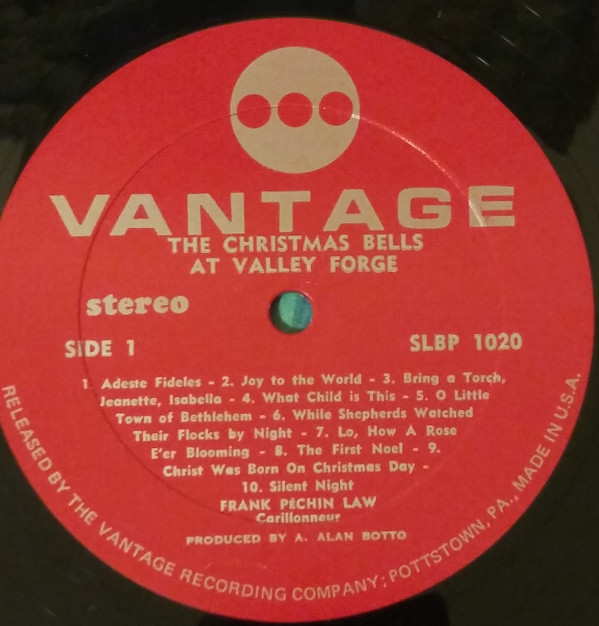 VANTAGE
THE CHRISTMAS BELLS
AT VALLEY FORGE
stereo
SIDE 1
SLBP 1020
1. Adeste Fideles - 2. Joy to the World - 3. Bring a Torch,
Jeanette, Isabella - 4. What Child is This - 5. O Little
Town of Bethlehem - 6. While Shepherds Watched
Their Flocks by Night - 7. Lo, How A Rose
E'er Blooming - 8. The First Noel - 9.
Christ Was Born On Christmas Day -
10. Silent Night
FRANK PÉCHIN LAW
Carillonneur
PRODUCED BY A. ALAN BOTTO
RELEASED BY THE VANTAGE RECORDING COMPANY; POTTSTOWN, PA., MADE IN U.S.A.